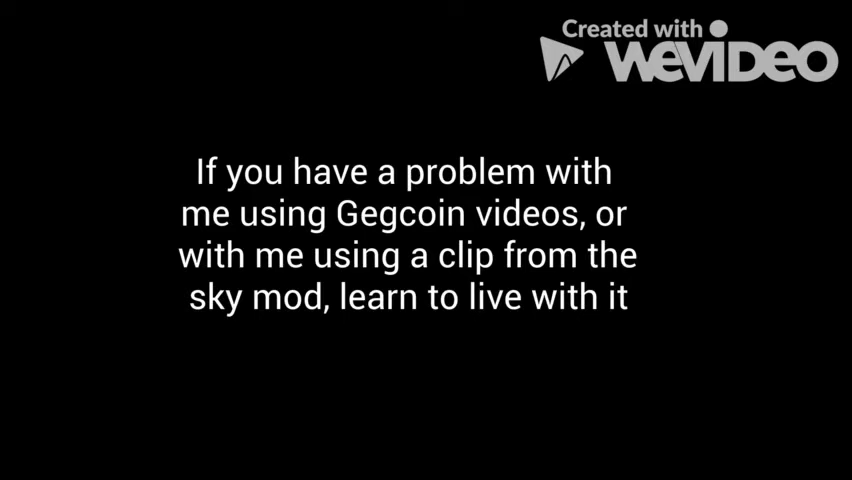 Created with
WEVIDEO
If you have a problem with
me using Gegcoin videos, or
with me using a clip from the
sky mod, learn to live with it